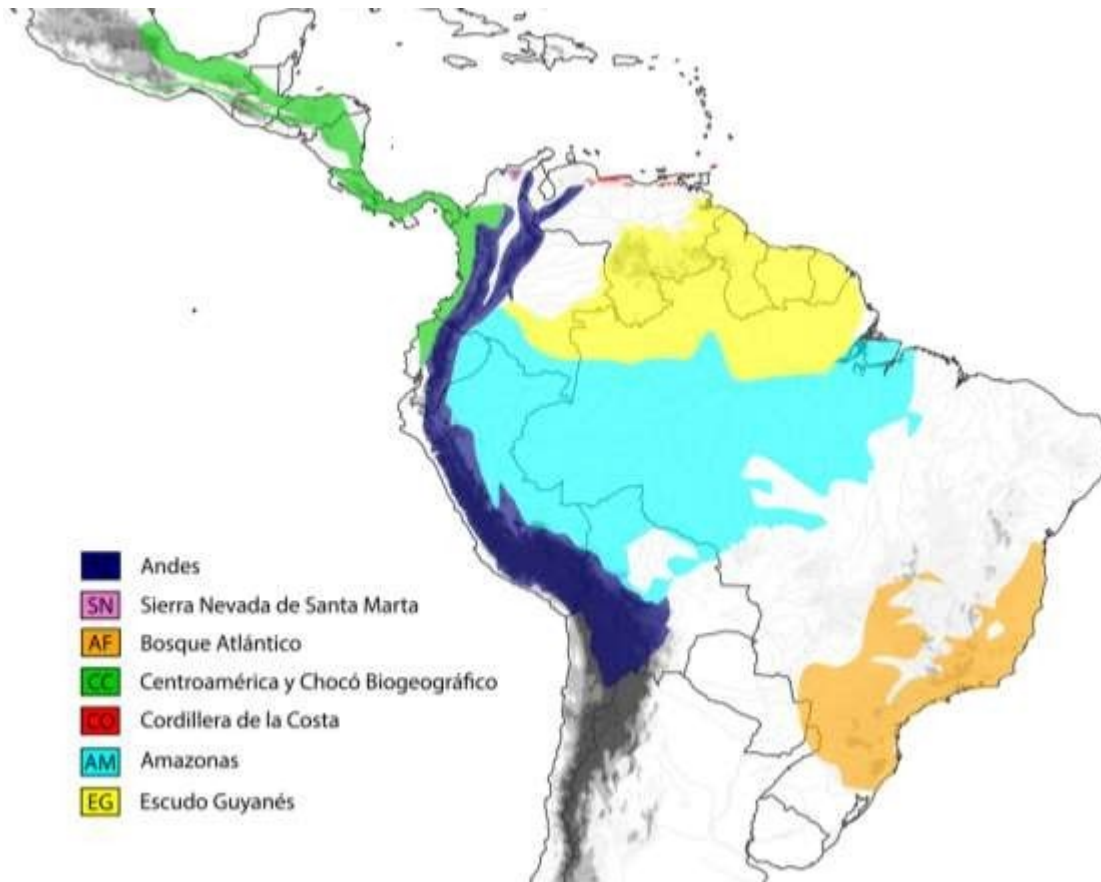 Andes
SN Sierra Nevada de Santa Marta
AF Bosque Atlántico
CC Centroamérica y Chocó Biogeográfico
CO Cordillera de la Costa
AM Amazonas
EG Escudo Guyanés